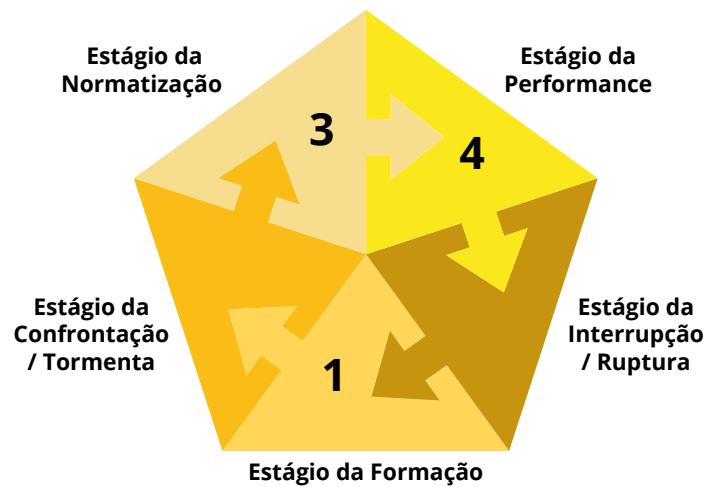 Estágio da
Normatização
Estágio da
Performance
3
4
Estágio da
Confrontação
/ Tormenta
Estágio da
Interrupção
/ Ruptura
1
Estágio da Formação